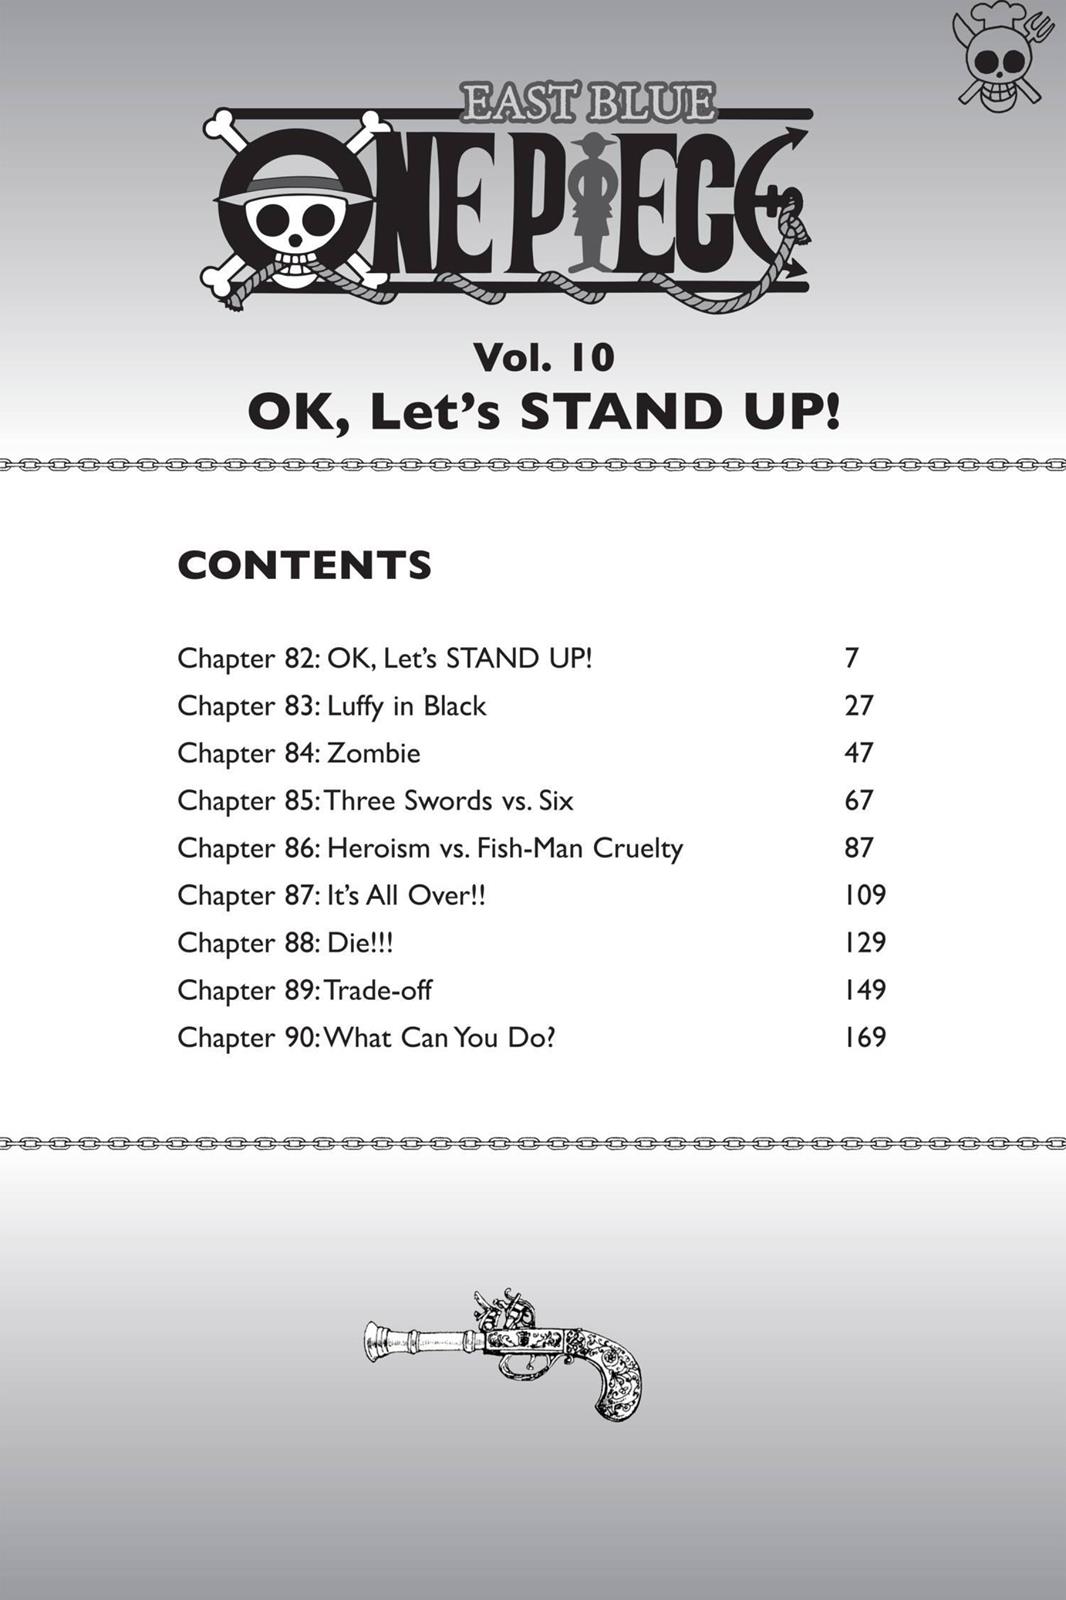 EAST BLUE
ONE PIECE
Vol. 10
OK, Let's STAND UP!
CONTENTS
Chapter 82: OK, Let's STAND UP! 7
Chapter 83: Luffy in Black 27
Chapter 84: Zombie 47
Chapter 85: Three Swords vs. Six 67
Chapter 86: Heroism vs. Fish-Man Cruelty 87
Chapter 87: It's All Over!! 109
Chapter 88: Die!!! 129
Chapter 89: Trade-off 149
Chapter 90: What Can You Do? 169